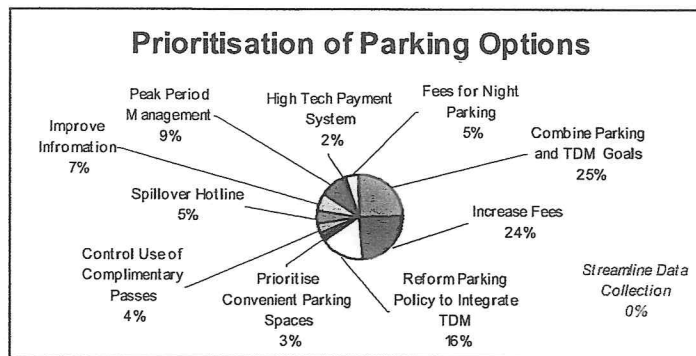 Prioritisation of Parking Options
Peak Period
Management
9%
High Tech Payment
System
2%
Fees for Night
Parking
5%
Improve
Infromation
7%
Combine Parking
and TDM Goals
25%
Spillover Hotline
5%
Increase Fees
24%
Control Use of
Complimentary
Passes
4%
Prioritise
Convenient Parking
Spaces
3%
Reform Parking
Policy to Integrate
TDM
16%
Streamline Data
Collection
0%